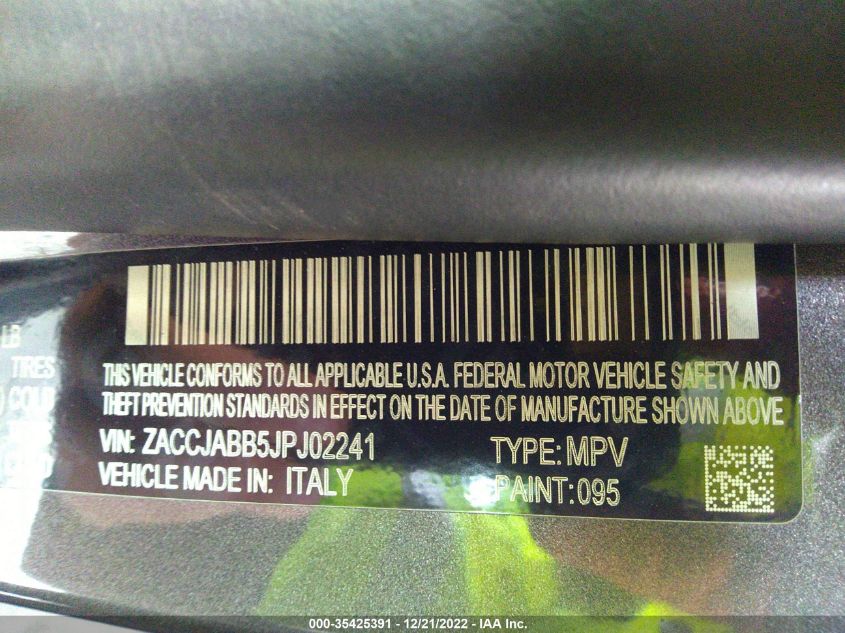 LB
TIRES
COLD
THIS VEHICLE CONFORMS TO ALL APPLICABLE U.S.A. FEDERAL MOTOR VEHICLE SAFETY AND
THEFT PREVENTION STANDARDS IN EFFECT ON THE DATE OF MANUFACTURE SHOWN ABOVE
VIN: ZACCJABB5JPJ02241
TYPE: MPV
VEHICLE MADE IN: ITALY
PAINT: 095
000-35425391 - 12/21/2022 - IAA Inc.